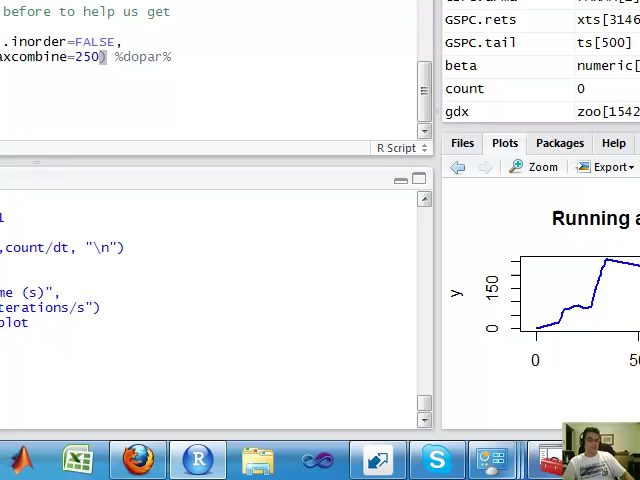 before to help us get
.inorder=FALSE,
axcombine=250) %dopar%
R Script
l
,count/dt, "\n")
me (s)",
terations/s")
plot
GSPC.rets xts[3146
GSPC.tail ts[500]
beta numeric[
count 0
gdx zoo[1542
Files Plots Packages Help
Zoom Export
Running a
y
150
0
0
50
R
S